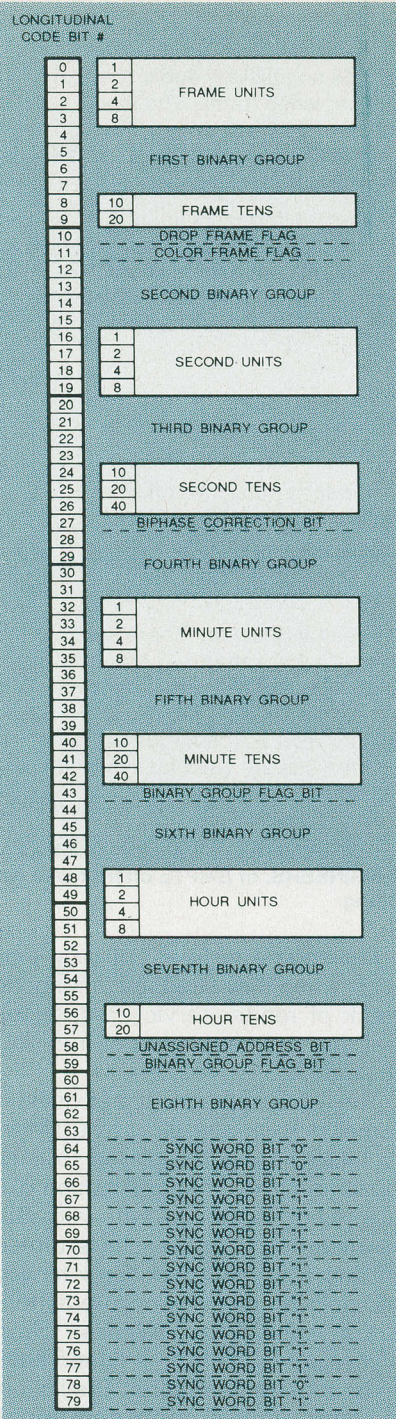 LONGITUDINAL
CODE BIT #
0 1
1 2 FRAME UNITS
2 4
3 8
4
5 FIRST BINARY GROUP
6
7
8 10 FRAME TENS
9 20
10 DROP FRAME FLAG
11 COLOR FRAME FLAG
12
13 SECOND BINARY GROUP
14
15
16 1
17 2 SECOND UNITS
18 4
19 8
20
21 THIRD BINARY GROUP
22
23
24 10
25 20 SECOND TENS
26 40
27 BIPHASE CORRECTION BIT
28
29 FOURTH BINARY GROUP
30
31
32 1
33 2 MINUTE UNITS
34 4
35 8
36
37 FIFTH BINARY GROUP
38
39
40 10
41 20 MINUTE TENS
42 40
43 BINARY GROUP FLAG BIT
44
45 SIXTH BINARY GROUP
46
47
48 1
49 2 HOUR UNITS
50 4
51 8
52
53 SEVENTH BINARY GROUP
54
55
56 10 HOUR TENS
57 20
58 UNASSIGNED ADDRESS BIT
59 BINARY GROUP FLAG BIT
60
61 EIGHTH BINARY GROUP
62
63
64 SYNC WORD BIT "0"
65 SYNC WORD BIT "0"
66 SYNC WORD BIT "1"
67 SYNC WORD BIT "1"
68 SYNC WORD BIT "1"
69 SYNC WORD BIT "1"
70 SYNC WORD BIT "1"
71 SYNC WORD BIT "1"
72 SYNC WORD BIT "1"
73 SYNC WORD BIT "1"
74 SYNC WORD BIT "1"
75 SYNC WORD BIT "1"
76 SYNC WORD BIT "1"
77 SYNC WORD BIT "1"
78 SYNC WORD BIT "0"
79 SYNC WORD BIT "1"